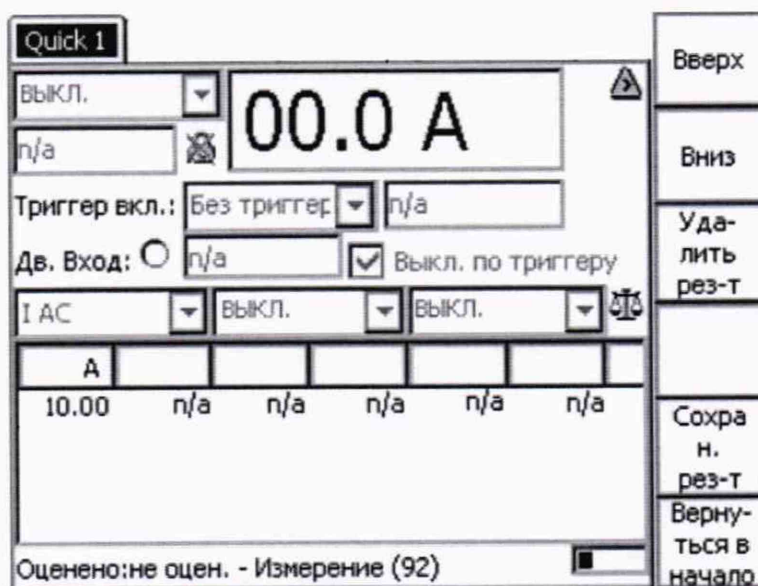 Quick 1
ВЫКЛ.
00.0 A
n/a
Триггер вкл.: Без триггер n/a
Дв. Вход: n/a Выкл. по триггеру
I AC ВЫКЛ. ВЫКЛ.
A
10.00 n/a n/a n/a n/a n/a
Оценено:не оцен. - Измерение (92)
Вверх
Вниз
Уда-
лить
рез-т
Сохра
н.
рез-т
Верну-
ться в
начало